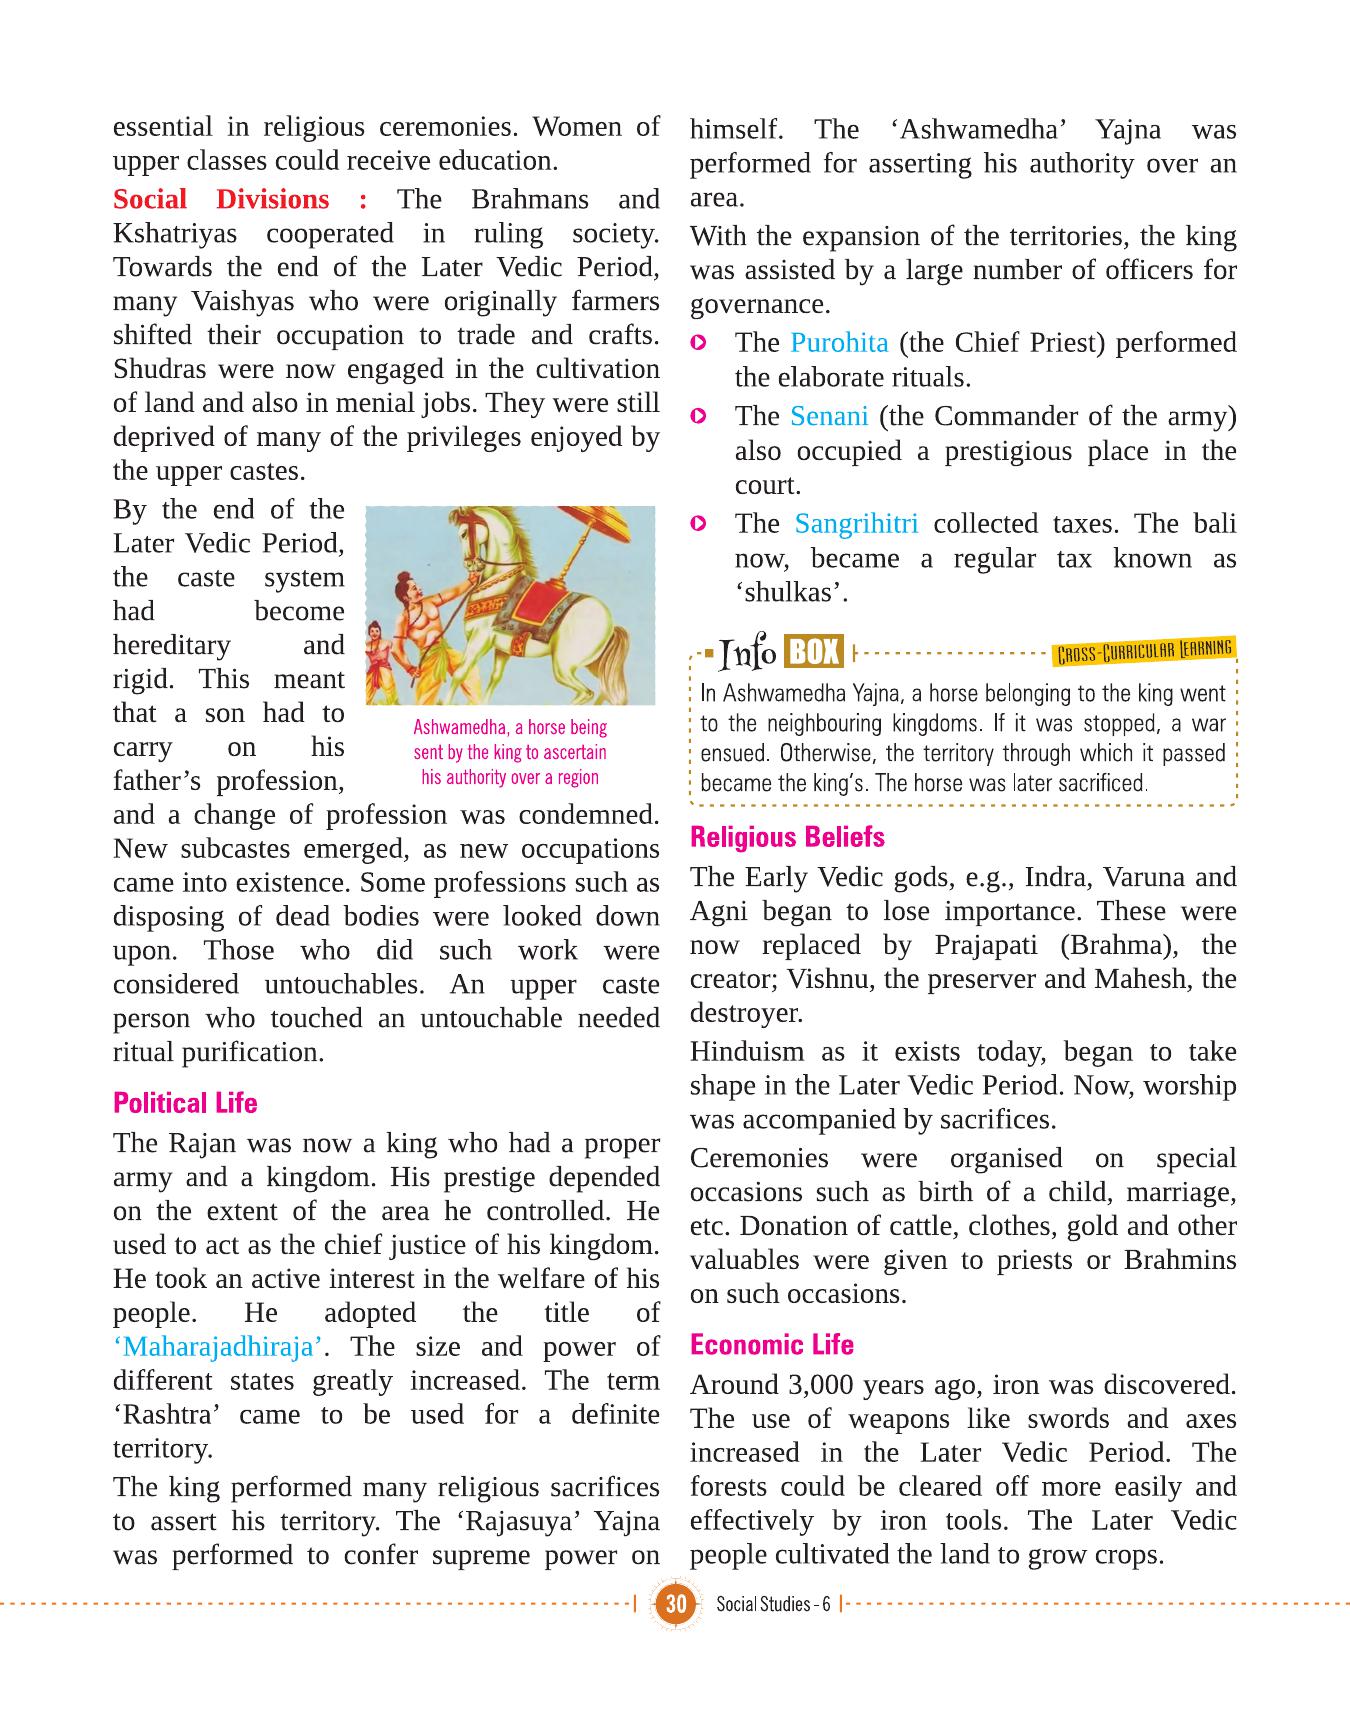 essential in religious ceremonies. Women of
upper classes could receive education.
Social Divisions : The Brahmans and
Kshatriyas cooperated in ruling society.
Towards the end of the Later Vedic Period,
many Vaishyas who were originally farmers
shifted their occupation to trade and crafts.
Shudras were now engaged in the cultivation
of land and also in menial jobs. They were still
deprived of many of the privileges enjoyed by
the upper castes.
By the end of the
Later Vedic Period,
the caste system
had become
hereditary and
rigid. This meant
that a son had to
carry on his
father’s profession,
Ashwamedha, a horse being
sent by the king to ascertain
his authority over a region
and a change of profession was condemned.
New subcastes emerged, as new occupations
came into existence. Some professions such as
disposing of dead bodies were looked down
upon. Those who did such work were
considered untouchables. An upper caste
person who touched an untouchable needed
ritual purification.
Political Life
The Rajan was now a king who had a proper
army and a kingdom. His prestige depended
on the extent of the area he controlled. He
used to act as the chief justice of his kingdom.
He took an active interest in the welfare of his
people. He adopted the title of
‘Maharajadhiraja’. The size and power of
different states greatly increased. The term
‘Rashtra’ came to be used for a definite
territory.
The king performed many religious sacrifices
to assert his territory. The ‘Rajasuya’ Yajna
was performed to confer supreme power on
himself. The ‘Ashwamedha’ Yajna was
performed for asserting his authority over an
area.
With the expansion of the territories, the king
was assisted by a large number of officers for
governance.
The Purohita (the Chief Priest) performed
the elaborate rituals.
The Senani (the Commander of the army)
also occupied a prestigious place in the
court.
The Sangrihitri collected taxes. The bali
now, became a regular tax known as
‘shulkas’.
Info BOX
Cross-Curricular Learning
In Ashwamedha Yajna, a horse belonging to the king went
to the neighbouring kingdoms. If it was stopped, a war
ensued. Otherwise, the territory through which it passed
became the king’s. The horse was later sacrificed.
Religious Beliefs
The Early Vedic gods, e.g., Indra, Varuna and
Agni began to lose importance. These were
now replaced by Prajapati (Brahma), the
creator; Vishnu, the preserver and Mahesh, the
destroyer.
Hinduism as it exists today, began to take
shape in the Later Vedic Period. Now, worship
was accompanied by sacrifices.
Ceremonies were organised on special
occasions such as birth of a child, marriage,
etc. Donation of cattle, clothes, gold and other
valuables were given to priests or Brahmins
on such occasions.
Economic Life
Around 3,000 years ago, iron was discovered.
The use of weapons like swords and axes
increased in the Later Vedic Period. The
forests could be cleared off more easily and
effectively by iron tools. The Later Vedic
people cultivated the land to grow crops.
30 Social Studies - 6